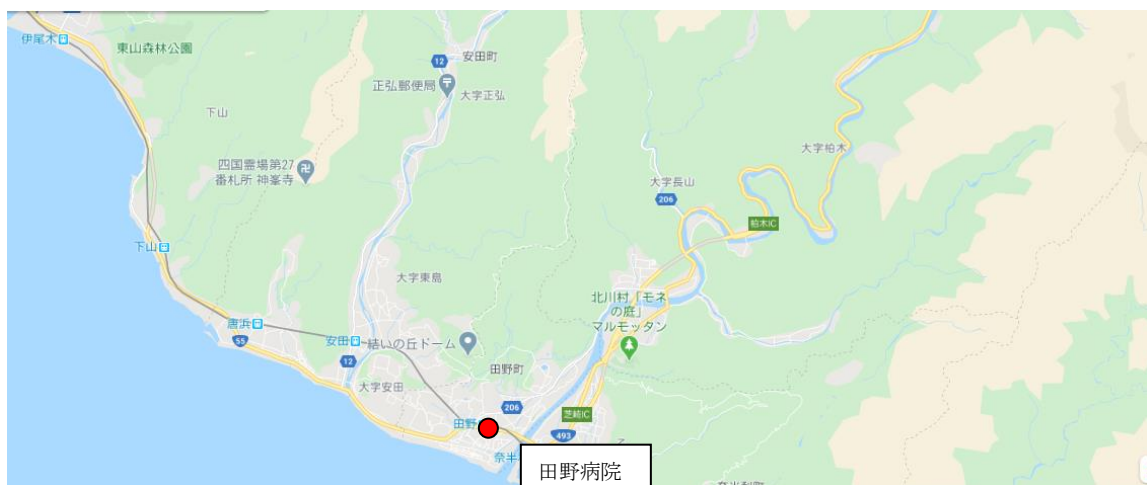 伊尾木
東山森林公園
12
安田町
正弘郵便局
大字正弘
下山
四国霊場第27
番札所 神峯寺
大字柏木
大字長山
206
柏木IC
下山
大字東島
北川村「モネ
の庭」
マルモッタン
唐浜
55
安田
結いの丘ドーム
12
田野町
大字安田
206
芝崎IC
田野
493
奈半
田野病院